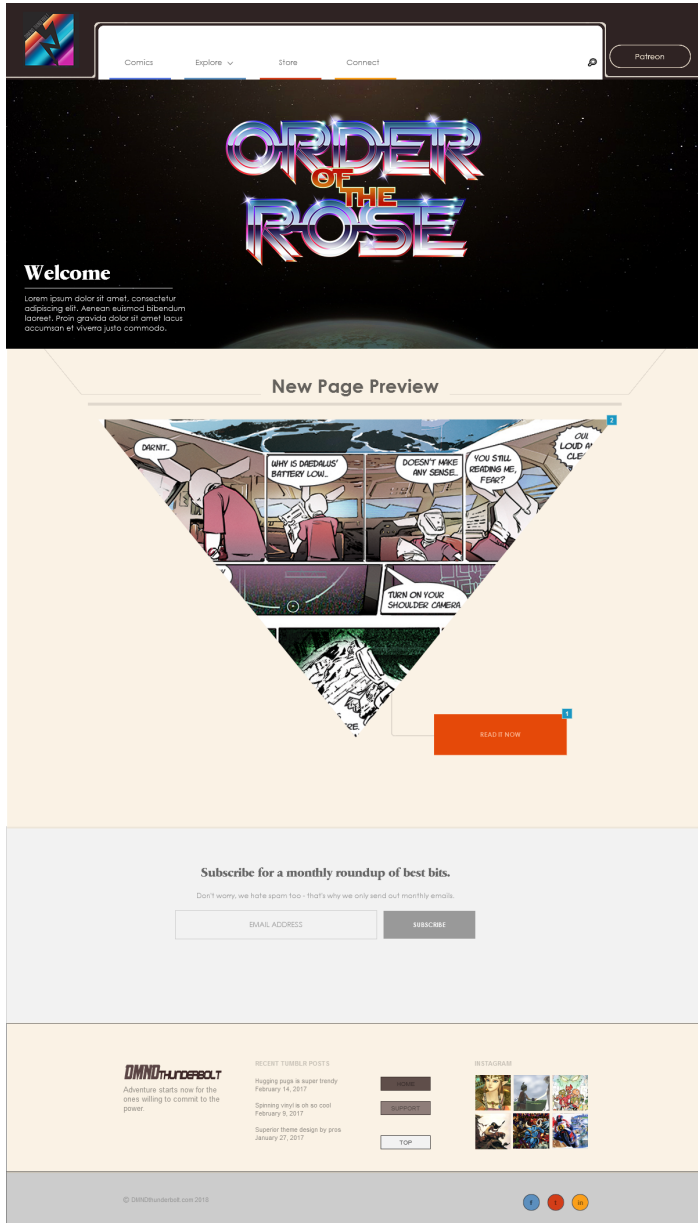 Comics
Explore
Store
Connect
Patreon
ORDER
OF
THE
ROSE
Welcome
Lorem ipsum dolor sit amet, consectetur
adipiscing elit. Aenean euismod bibendum
laoreet. Proin gravida dolor sit amet lacus
accumsan et viverra justo commodo.
New Page Preview
2
DARNIT...
WHY IS DAEDALUS'
BATTERY LOW...
DOESN'T MAKE
ANY SENSE...
YOU STILL
READING ME,
FEAR?
LOUD
TURN ON YOUR
SHOULDER CAMERA.
1
READ IT NOW
Subscribe for a monthly roundup of best bits.
Don't worry, we hate spam too - that's why we only send out monthly emails.
EMAIL ADDRESS
SUBSCRIBE
DMND THUNDERBOLT
Adventure starts now for the
ones willing to commit to the
power.
RECENT TUMBLR POSTS
Hugging pugs is super trendy
February 14, 2017
Spinning vinyl is oh so cool
February 9, 2017
Superior theme design by pros
January 27, 2017
HOME
SUPPORT
TOP
INSTAGRAM
© DMNDthunderbolt.com 2018
f
t
in